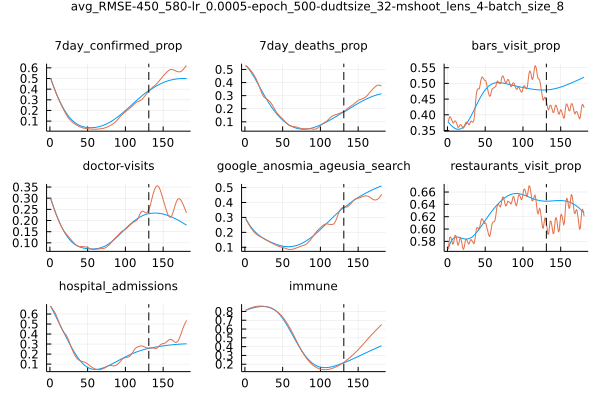 avg_RMSE-450_580-lr_0.0005-epoch_500-dudtsize_32-mshoot_lens_4-batch_size_8
7day_confirmed_prop 7day_deaths_prop bars_visit_prop
0.6 0.5 0.4 0.3 0.2 0.1
0 50 100 150
0.5 0.4 0.3 0.2 0.1
0 50 100 150
0.55 0.50 0.45 0.40 0.35
0 50 100 150
doctor-visits google_anosmia_ageusia_search restaurants_visit_prop
0.35 0.30 0.25 0.20 0.15 0.10
0 50 100 150
0.5 0.4 0.3 0.2 0.1
0 50 100 150
0.66 0.64 0.62 0.60 0.58
0 50 100 150
hospital_admissions immune
0.6 0.5 0.4 0.3 0.2 0.1
0 50 100 150
0.8 0.7 0.6 0.5 0.4 0.3 0.2
0 50 100 150